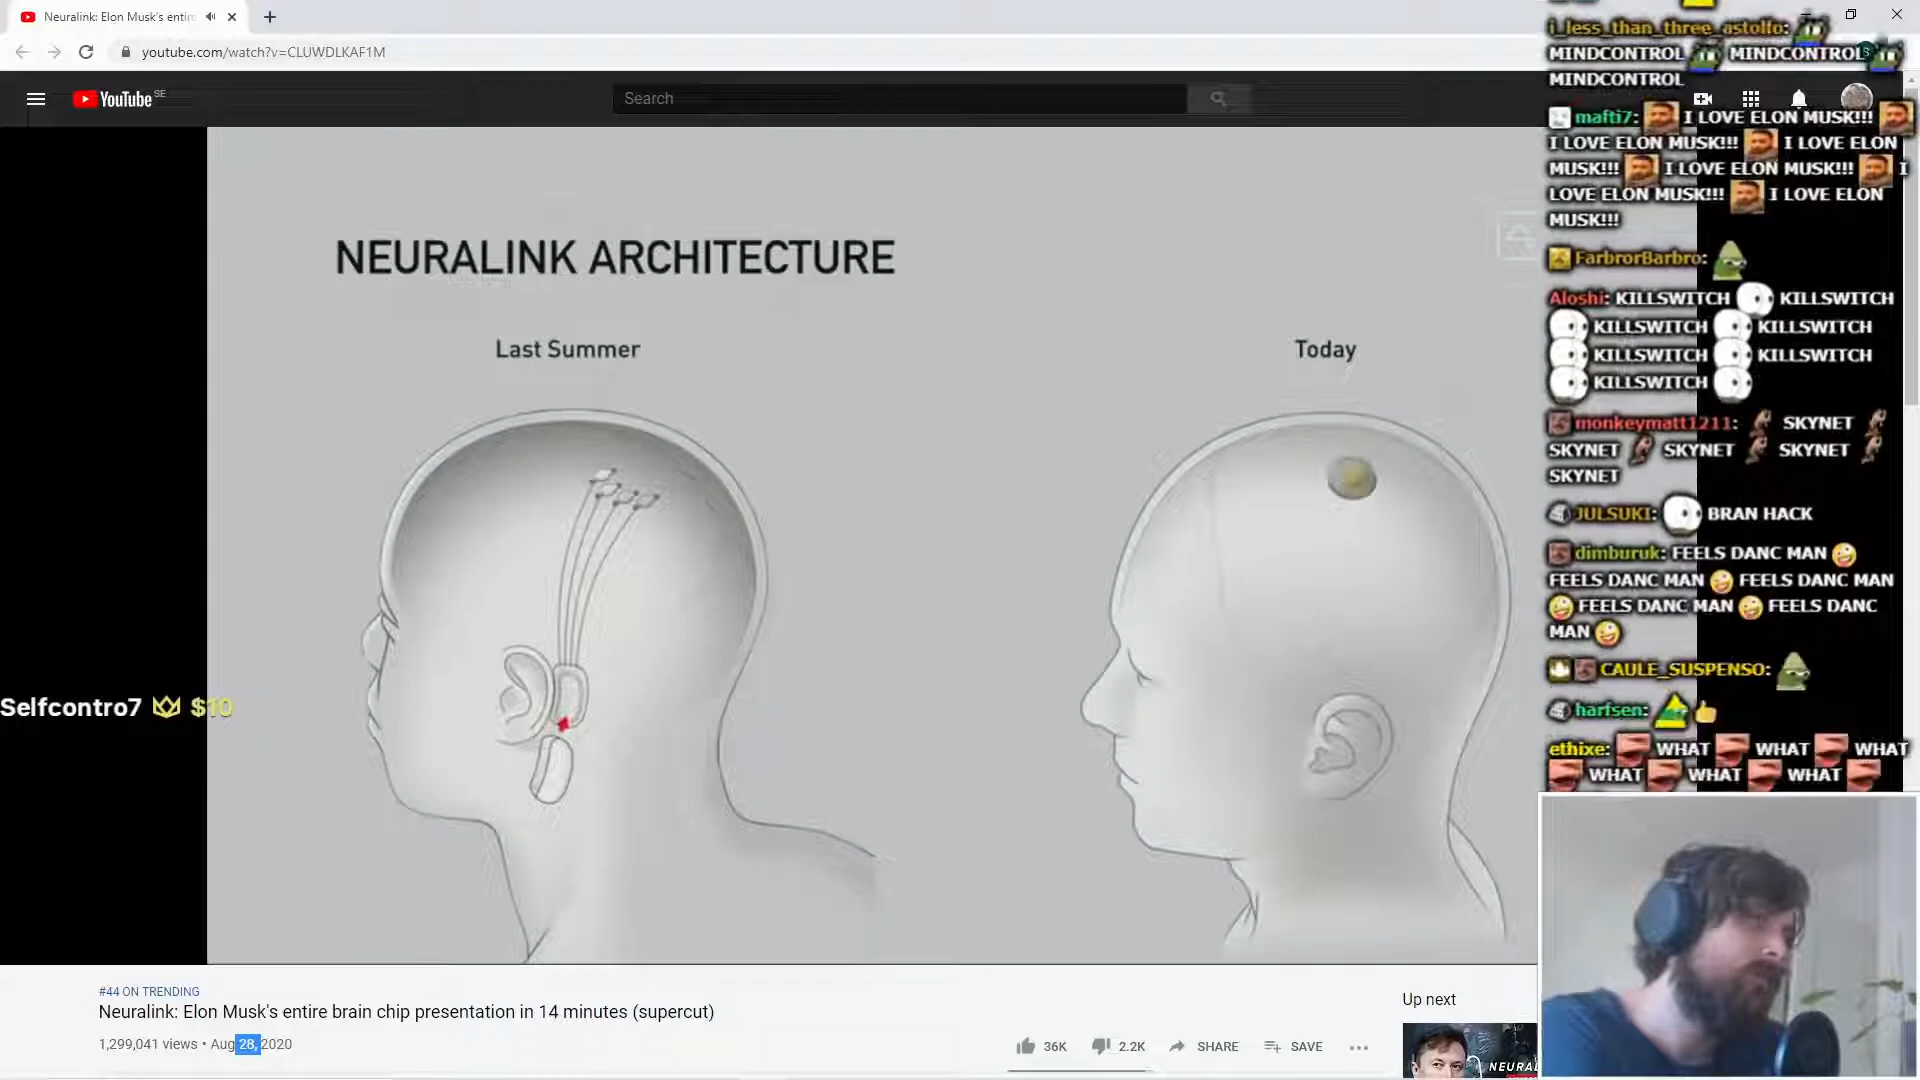 Neuralink: Elon Musk's entire
youtube.com/watch?v=CLUWDLKAF1M
YouTube SE
Search
NEURALINK ARCHITECTURE
Last Summer
Today
Selfcontro7 $10
#44 ON TRENDING
Neuralink: Elon Musk's entire brain chip presentation in 14 minutes (supercut)
1,299,041 views • Aug 28, 2020
36K 2.2K SHARE SAVE
Up next
i_less_than_three_astolfo:
MINDCONTROL MINDCONTROL
MINDCONTROL
mafti7: I LOVE ELON MUSK!!!
I LOVE ELON MUSK!!! I LOVE ELON
MUSK!!! I LOVE ELON MUSK!!! I
LOVE ELON MUSK!!! I LOVE ELON
MUSK!!!
FarbrorBarbro:
Aloshi: KILLSWITCH KILLSWITCH
KILLSWITCH KILLSWITCH
KILLSWITCH KILLSWITCH
KILLSWITCH
monkeymatt1211: SKYNET
SKYNET SKYNET SKYNET
SKYNET
JULSUKI: BRAN HACK
dimburuk: FEELS DANC MAN
FEELS DANC MAN FEELS DANC MAN
FEELS DANC MAN FEELS DANC
MAN
CAULE_SUSPENSO:
harfsen:
ethixe: WHAT WHAT WHAT
WHAT WHAT WHAT